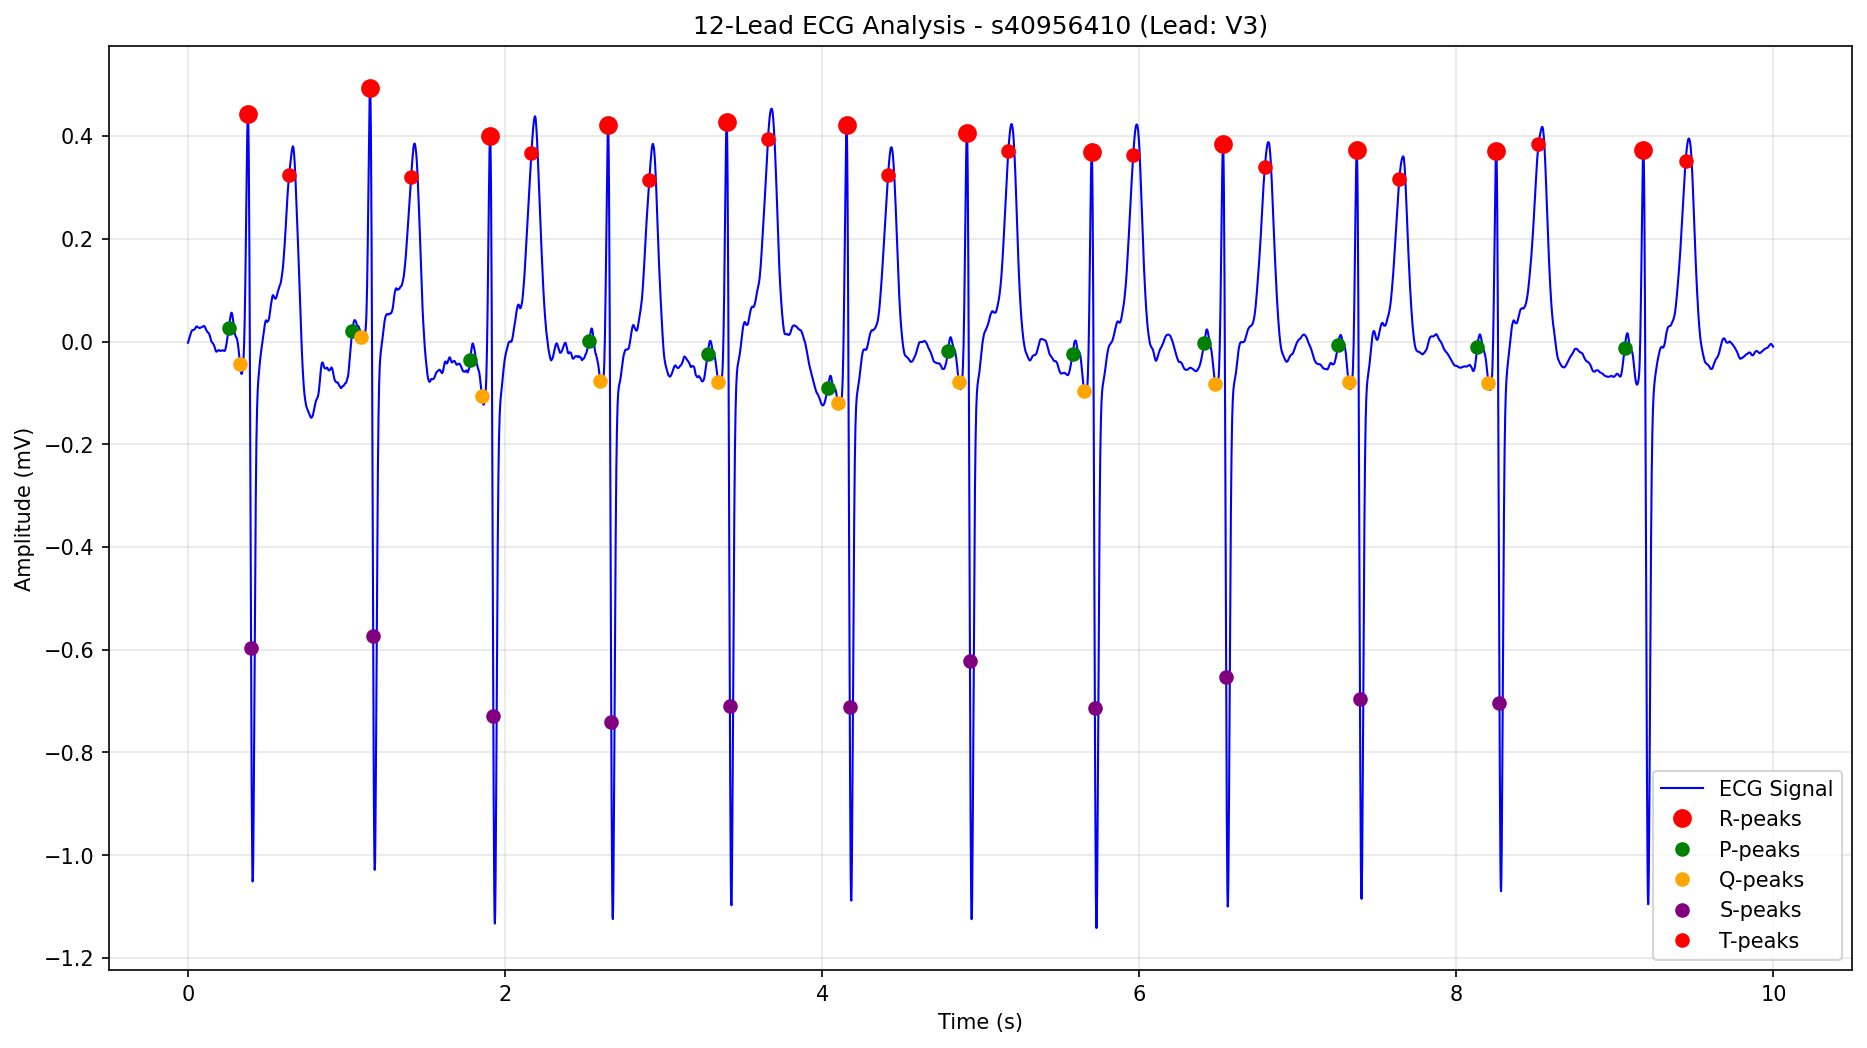 12-Lead ECG Analysis - s40956410 (Lead: V3)
Amplitude (mV)
0.4
0.2
0.0
−0.2
−0.4
−0.6
−0.8
−1.0
−1.2
0 2 4 6 8 10
Time (s)
ECG Signal
R-peaks
P-peaks
Q-peaks
S-peaks
T-peaks